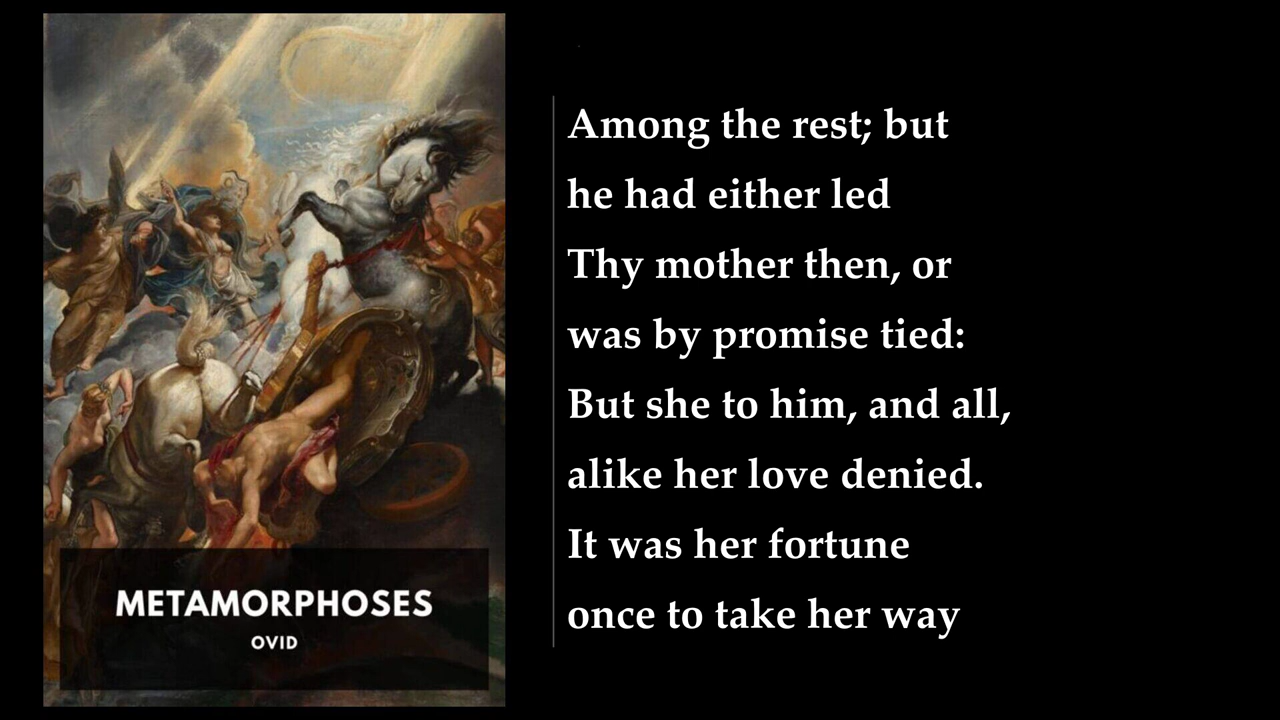 METAMORPHOSES
OVID
Among the rest; but
he had either led
Thy mother then, or
was by promise tied:
But she to him, and all,
alike her love denied.
It was her fortune
once to take her way